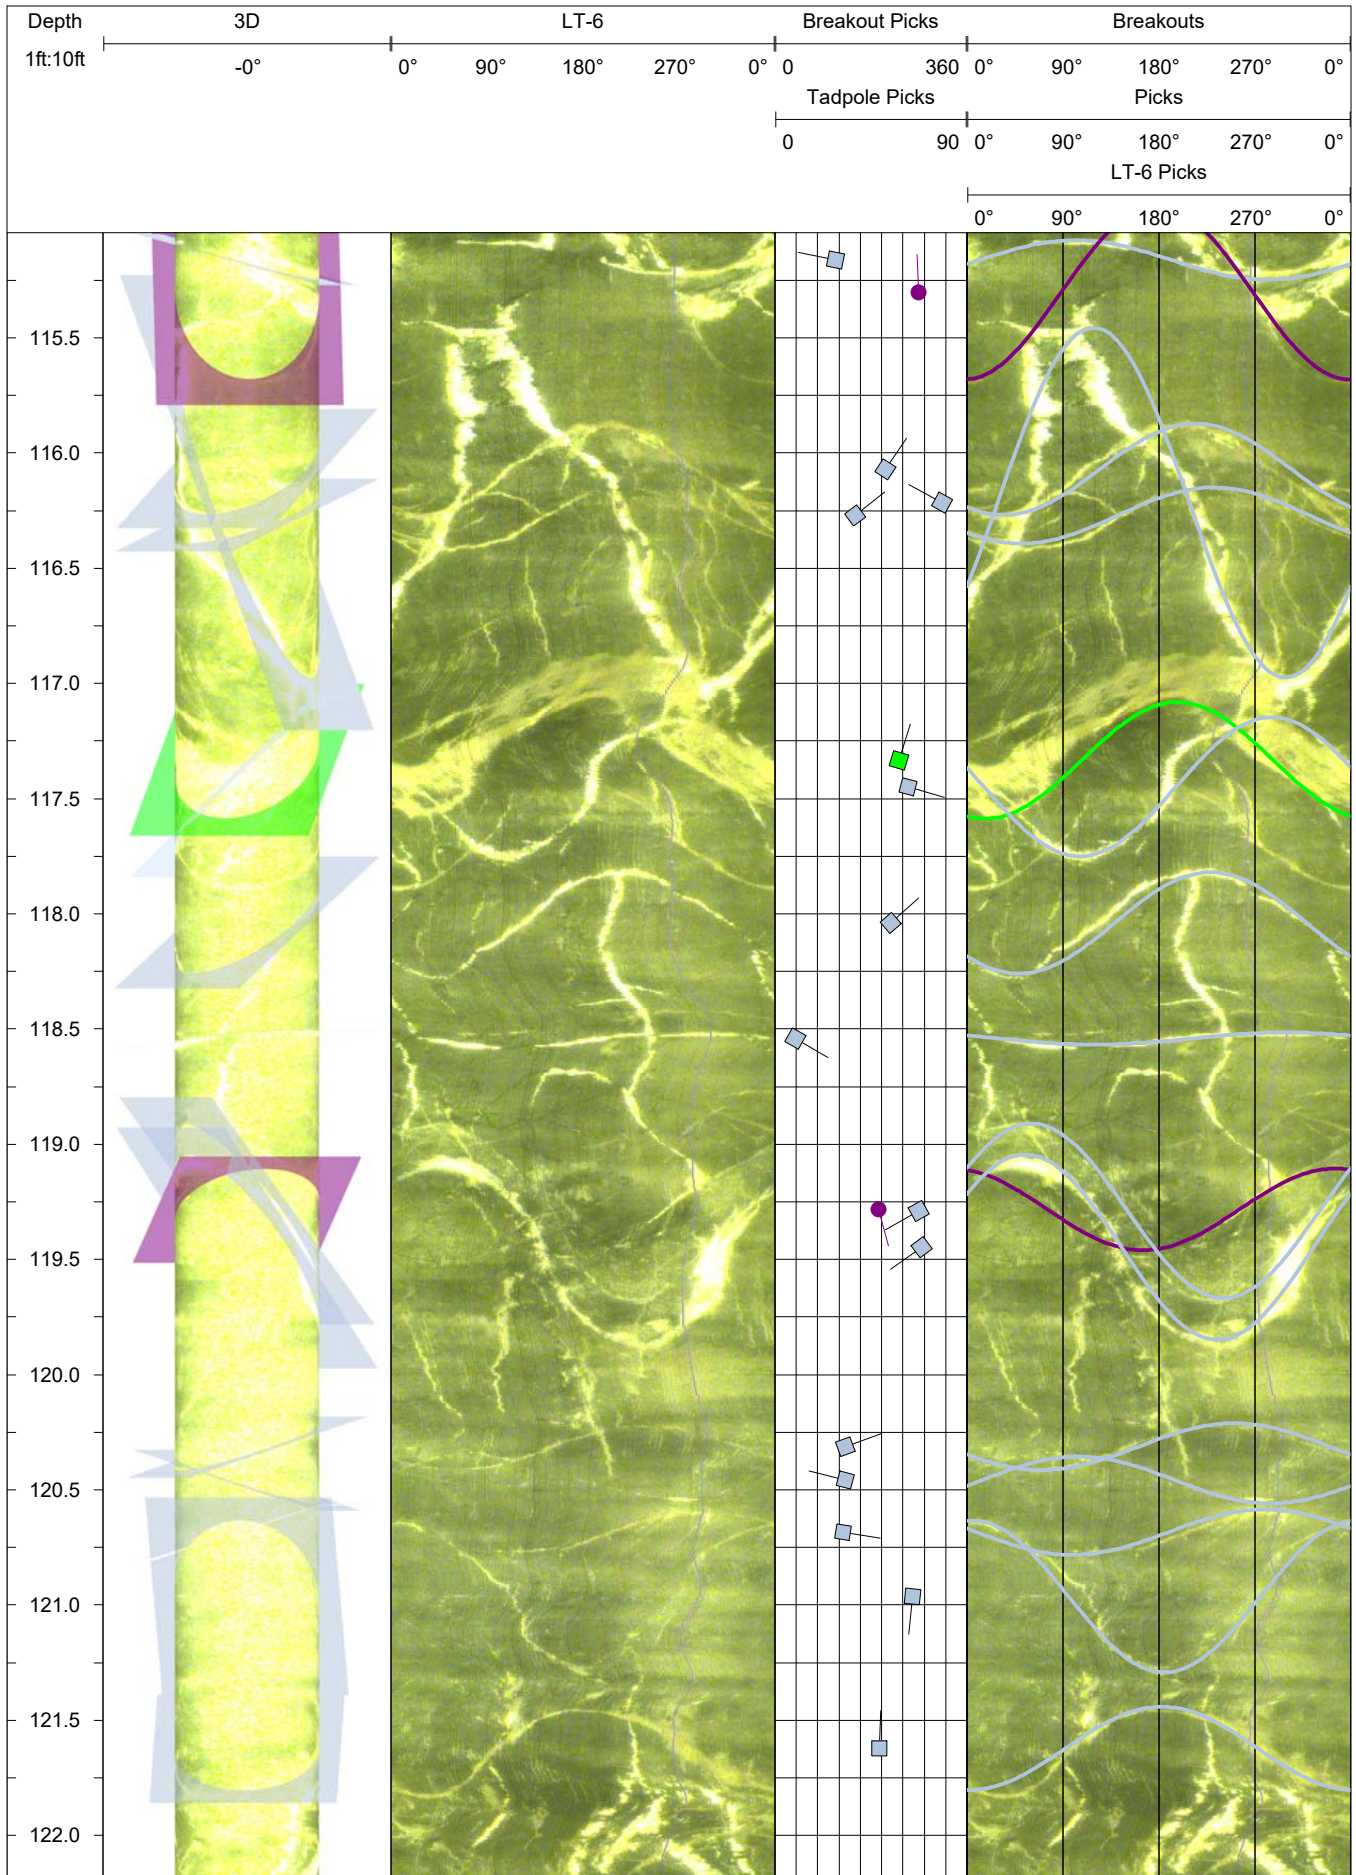 Depth 3D LT-6 Breakout Picks Breakouts
1ft:10ft -0° 0° 90° 180° 270° 0° 0 360 0° 90° 180° 270° 0°
Tadpole Picks Picks
0 90 0° 90° 180° 270° 0°
LT-6 Picks
0° 90° 180° 270° 0°
115.5
116.0
116.5
117.0
117.5
118.0
118.5
119.0
119.5
120.0
120.5
121.0
121.5
122.0